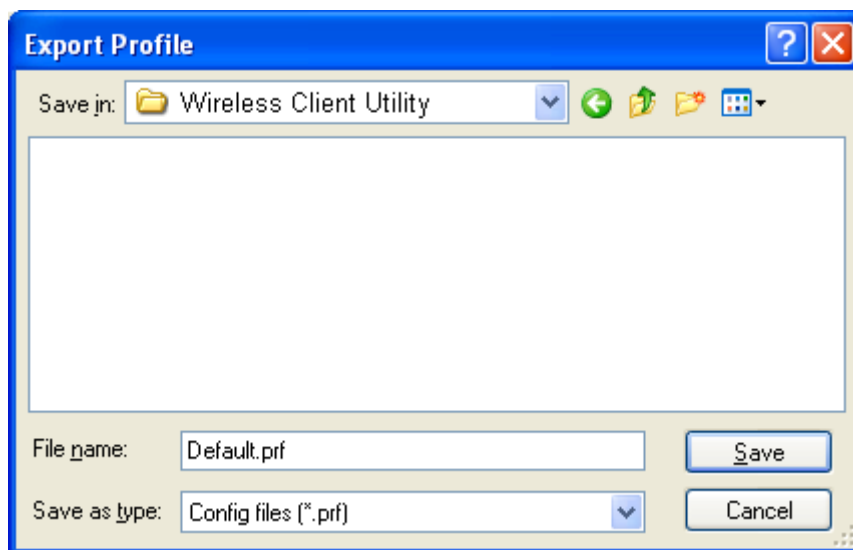 Export Profile
Save in: Wireless Client Utility
File name: Default.prf
Save
Save as type: Config files (*.prf)
Cancel